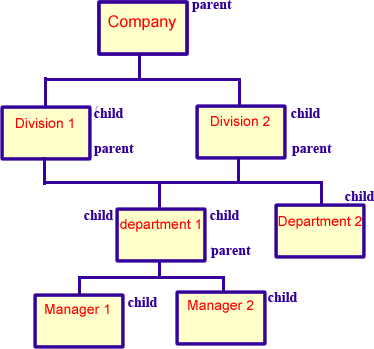 parent
Company
Division 1
child
Division 2
child
parent
parent
child
child
department 1
child
Department 2
parent
Manager 1
child
Manager 2
child